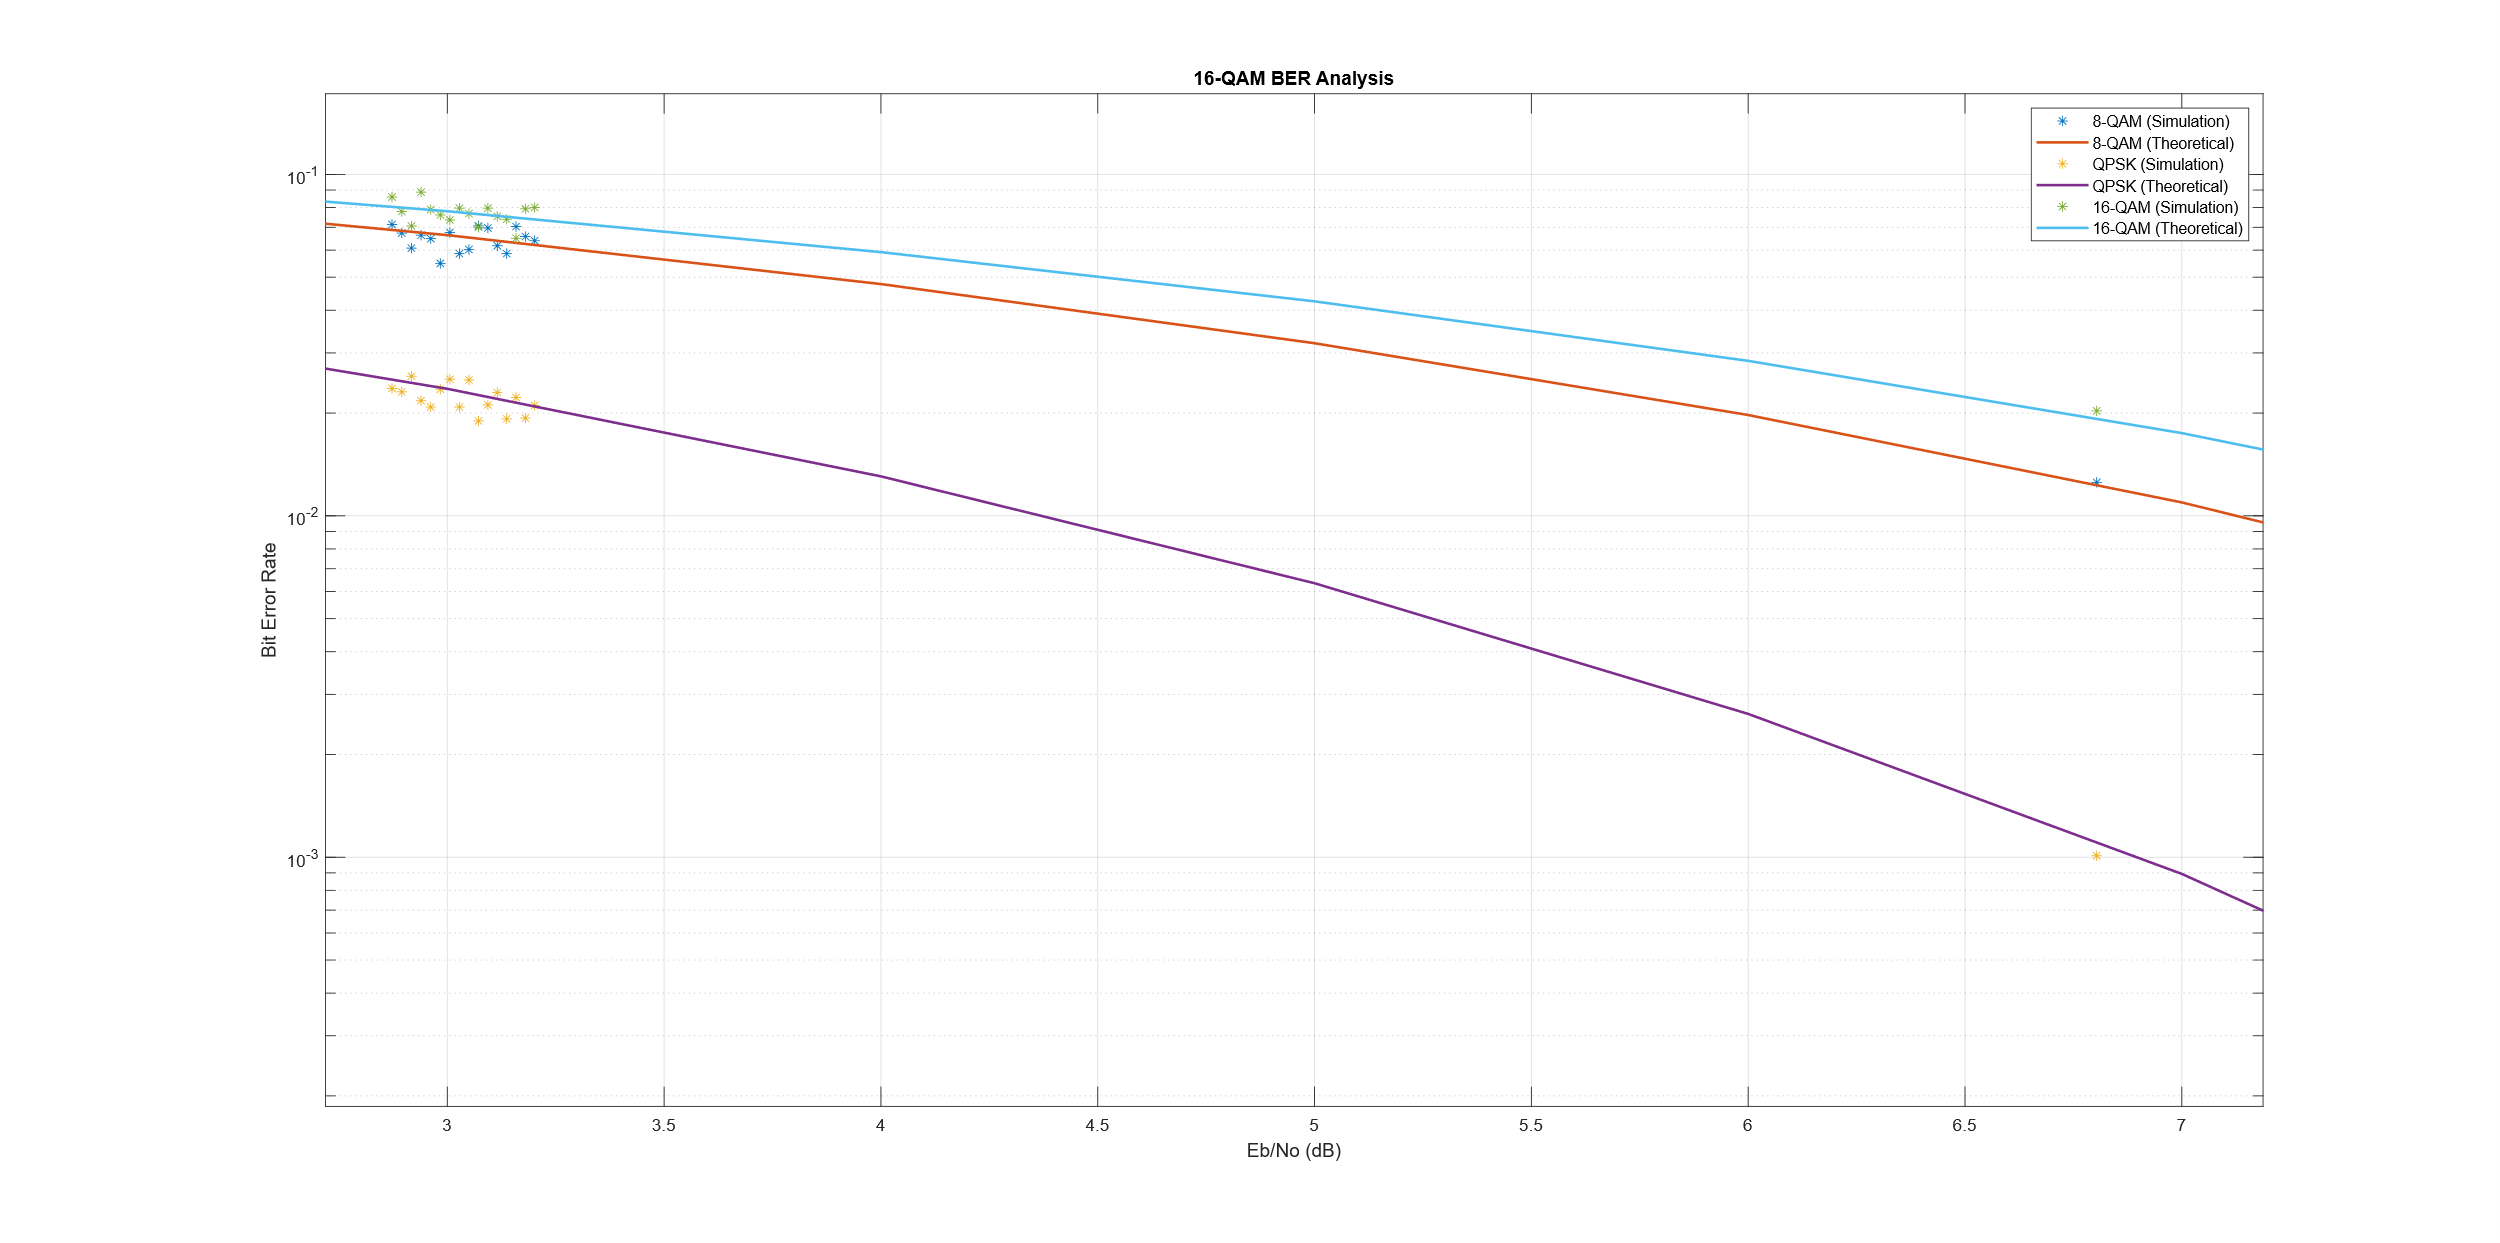 16-QAM BER Analysis
8-QAM (Simulation)
8-QAM (Theoretical)
QPSK (Simulation)
QPSK (Theoretical)
16-QAM (Simulation)
16-QAM (Theoretical)
10^-1
10^-2
10^-3
Bit Error Rate
3 3.5 4 4.5 5 5.5 6 6.5 7
Eb/No (dB)